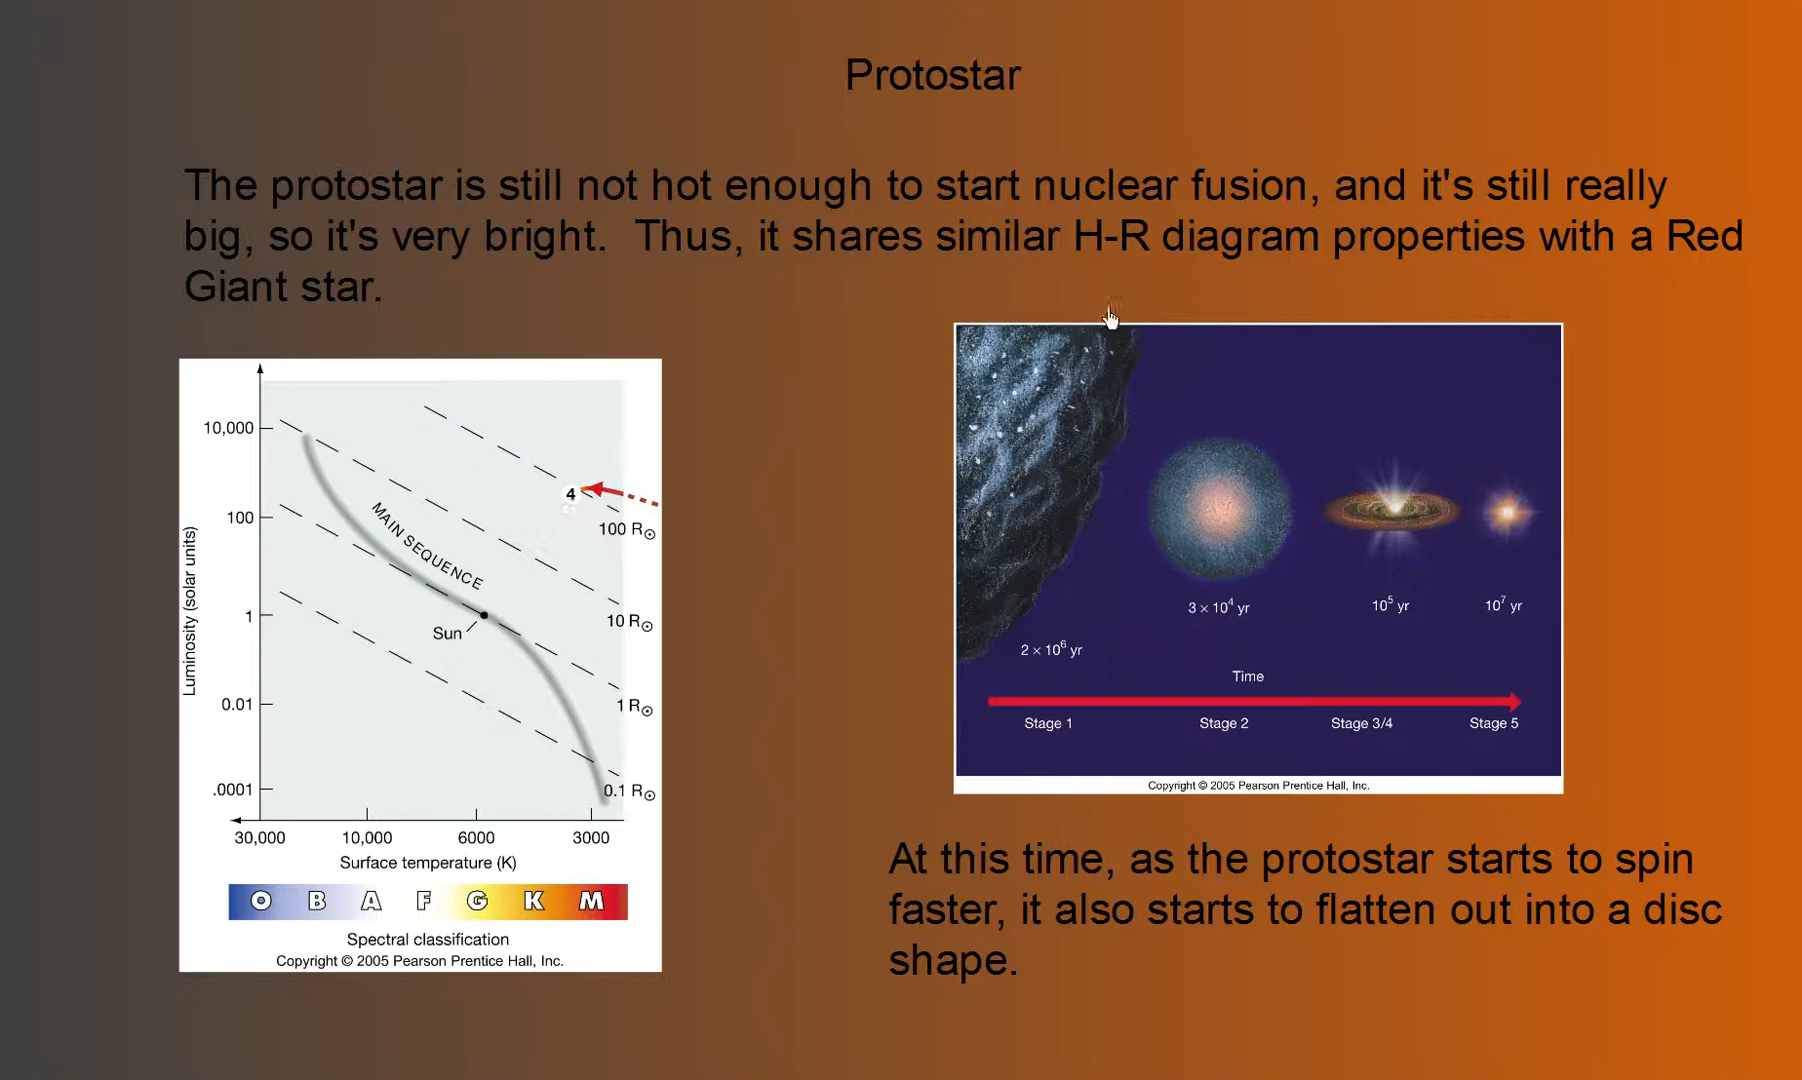 Protostar
The protostar is still not hot enough to start nuclear fusion, and it's still really
big, so it's very bright.  Thus, it shares similar H-R diagram properties with a Red
Giant star.
10,000
100
1
0.01
.0001
Luminosity (solar units)
MAIN SEQUENCE
Sun
4
100 R⊙
10 R⊙
1 R⊙
0.1 R⊙
30,000 10,000 6000 3000
Surface temperature (K)
O B A F G K M
Spectral classification
Copyright © 2005 Pearson Prentice Hall, Inc.
2 × 10⁶ yr
3 × 10⁴ yr
10⁵ yr
10⁷ yr
Time
Stage 1 Stage 2 Stage 3/4 Stage 5
Copyright © 2005 Pearson Prentice Hall, Inc.
At this time, as the protostar starts to spin
faster, it also starts to flatten out into a disc
shape.